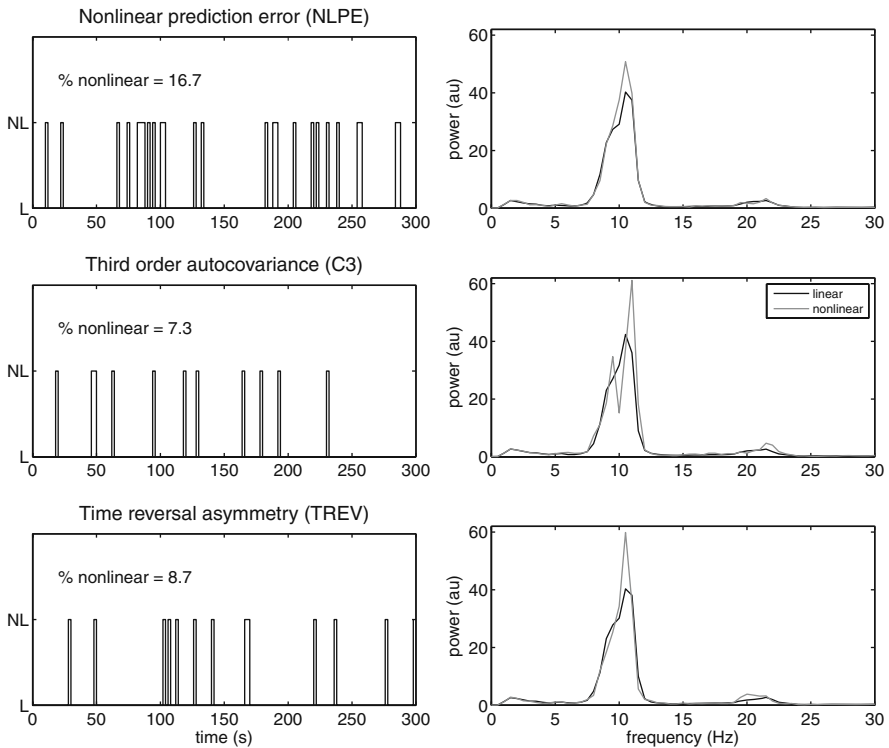 Nonlinear prediction error (NLPE)
% nonlinear = 16.7
NL
L
0 50 100 150 200 250 300
60
40
20
0
power (au)
0 5 10 15 20 25 30
Third order autocovariance (C3)
% nonlinear = 7.3
NL
L
0 50 100 150 200 250 300
60
40
20
0
power (au)
linear
nonlinear
0 5 10 15 20 25 30
Time reversal asymmetry (TREV)
% nonlinear = 8.7
NL
L
0 50 100 150 200 250 300
time (s)
60
40
20
0
power (au)
0 5 10 15 20 25 30
frequency (Hz)